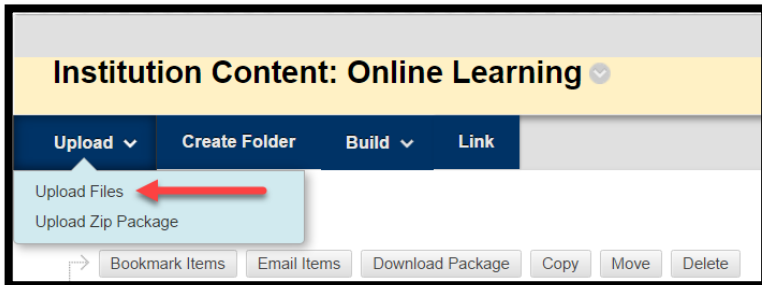 Institution Content: Online Learning
Upload Create Folder Build Link
Upload Files
Upload Zip Package
Bookmark Items Email Items Download Package Copy Move Delete